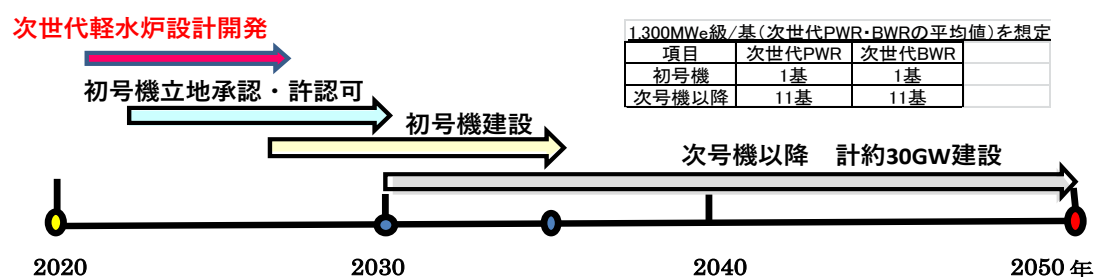 次世代軽水炉設計開発
1,300MWe級/基(次世代PWR・BWRの平均値)を想定
項目 次世代PWR 次世代BWR
初号機 1基 1基
次号機以降 11基 11基
初号機立地承認・許認可
初号機建設
次号機以降 計約30GW建設
2020 2030 2040 2050 年